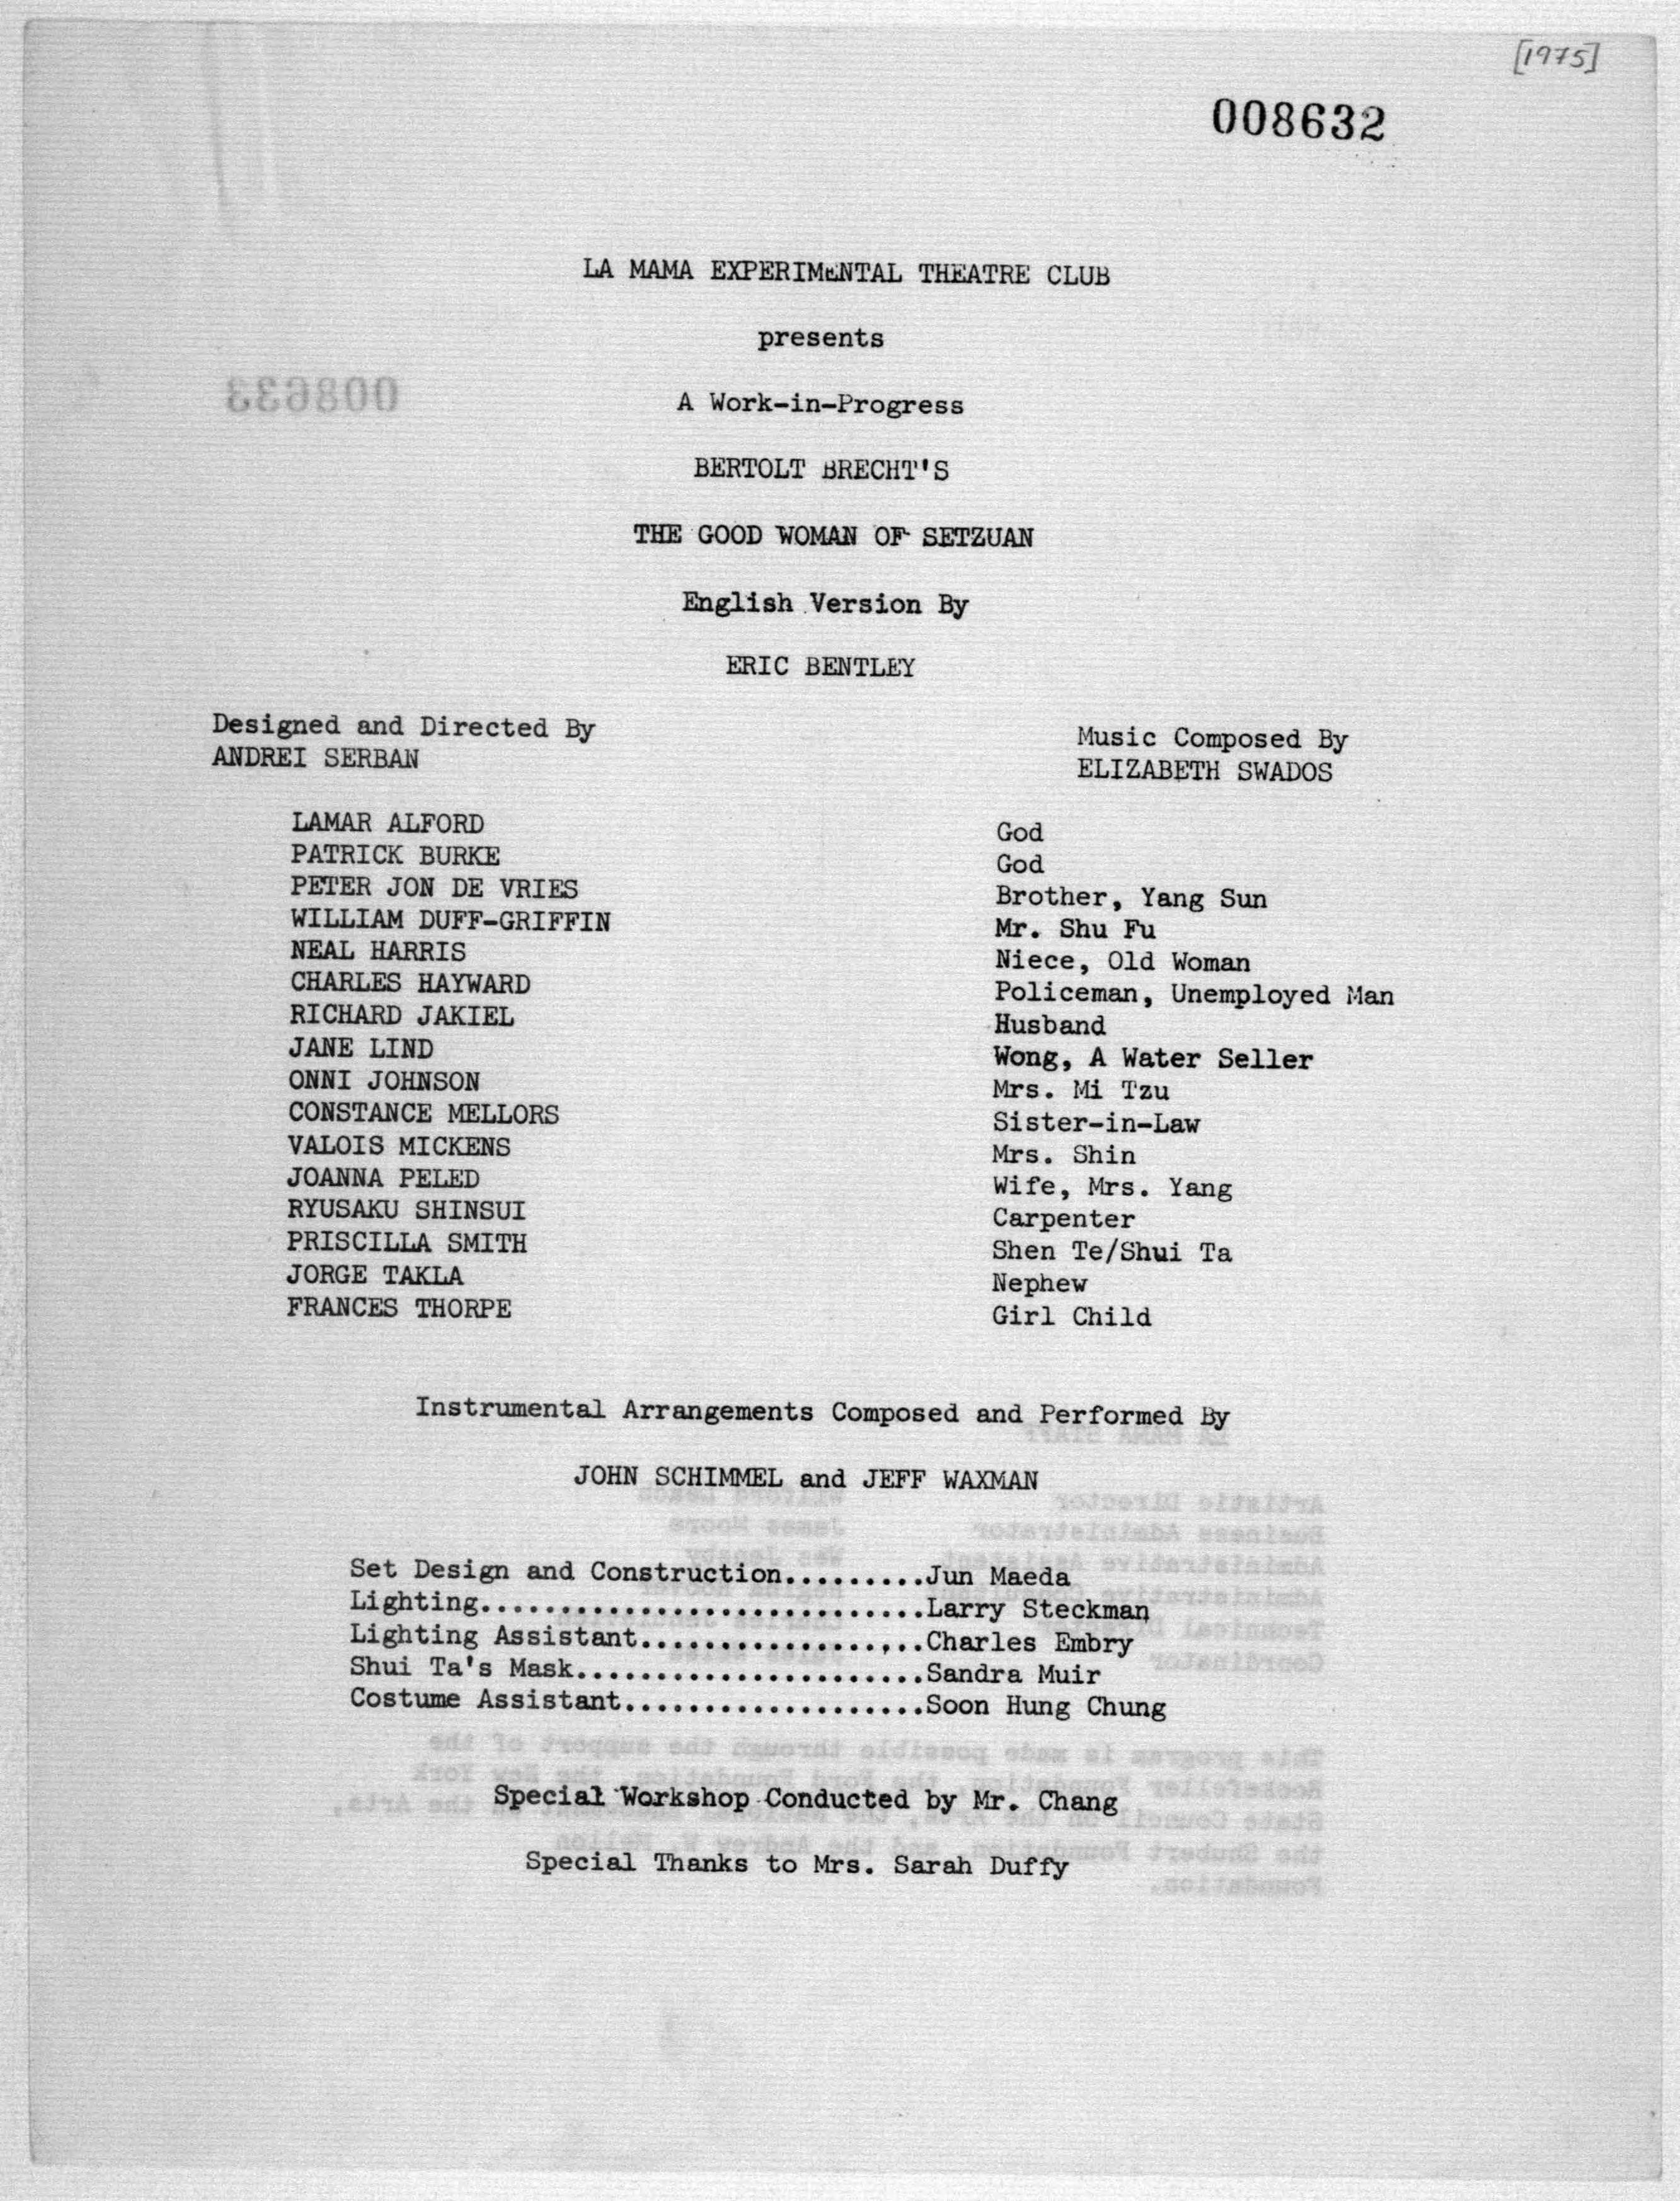 [1975]
008632
LA MAMA EXPERIMENTAL THEATRE CLUB
presents
008633
A Work-in-Progress
BERTOLT BRECHT'S
THE GOOD WOMAN OF SETZUAN
English Version By
ERIC BENTLEY
Designed and Directed By
ANDREI SERBAN
Music Composed By
ELIZABETH SWADOS
LAMAR ALFORD God
PATRICK BURKE God
PETER JON DE VRIES Brother, Yang Sun
WILLIAM DUFF-GRIFFIN Mr. Shu Fu
NEAL HARRIS Niece, Old Woman
CHARLES HAYWARD Policeman, Unemployed Man
RICHARD JAKIEL Husband
JANE LIND Wong, A Water Seller
ONNI JOHNSON Mrs. Mi Tzu
CONSTANCE MELLORS Sister-in-Law
VALOIS MICKENS Mrs. Shin
JOANNA PELED Wife, Mrs. Yang
RYUSAKU SHINSUI Carpenter
PRISCILLA SMITH Shen Te/Shui Ta
JORGE TAKLA Nephew
FRANCES THORPE Girl Child
Instrumental Arrangements Composed and Performed By
JOHN SCHIMMEL and JEFF WAXMAN
Set Design and Construction.........Jun Maeda
Lighting............................Larry Steckman
Lighting Assistant...............,..Charles Embry
Shui Ta's Mask......................Sandra Muir
Costume Assistant...................Soon Hung Chung
Special Workshop Conducted by Mr. Chang
Special Thanks to Mrs. Sarah Duffy